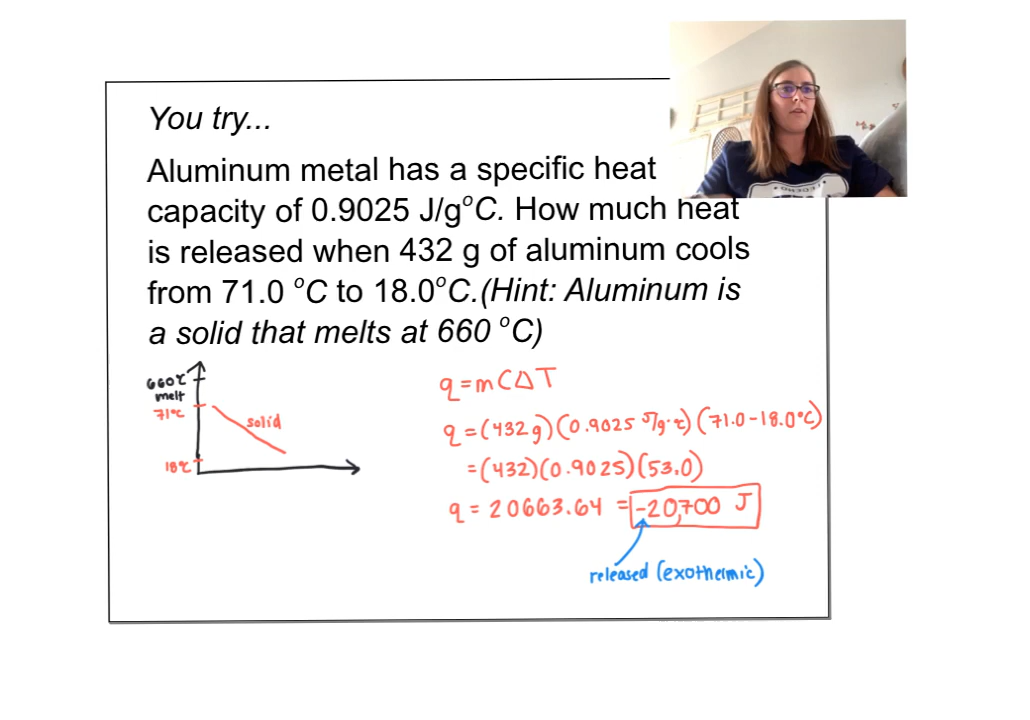 You try...
Aluminum metal has a specific heat
capacity of 0.9025 J/g°C. How much heat
is released when 432 g of aluminum cools
from 71.0 °C to 18.0°C.(Hint: Aluminum is
a solid that melts at 660 °C)
660°C
melt
71°C
solid
18°C
q=mCΔT
q=(432g)(0.9025 J/g·°C)(71.0-18.0°C)
=(432)(0.9025)(53.0)
q = 20663.64 = -20,700 J
released (exothermic)